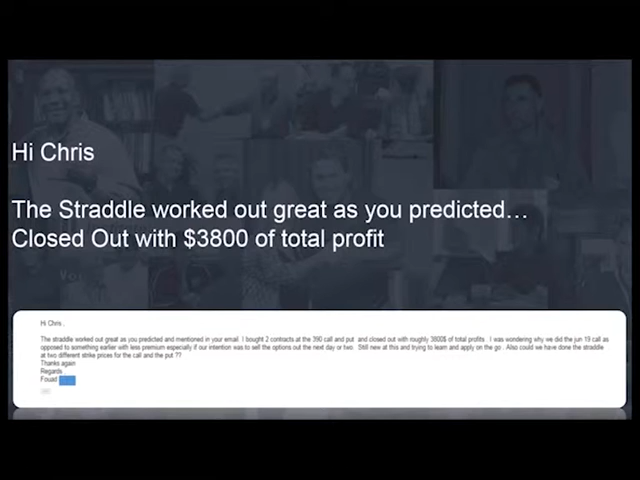 Hi Chris
The Straddle worked out great as you predicted…
Closed Out with $3800 of total profit
Hi Chris ,
The straddle worked out great as you predicted and mentioned in your email. I bought 2 contracts at the 390 call and put and closed out with roughly 3800$ of total profits . I was wondering why we did the jun 19 call as
opposed to something earlier with less premium especially if our intention was to sell the options out the next day or two. Still new at this and trying to learn and apply on the go . Also could we have done the straddle
at two different strike prices for the call and the put ??
Thanks again
Regards
Fouad